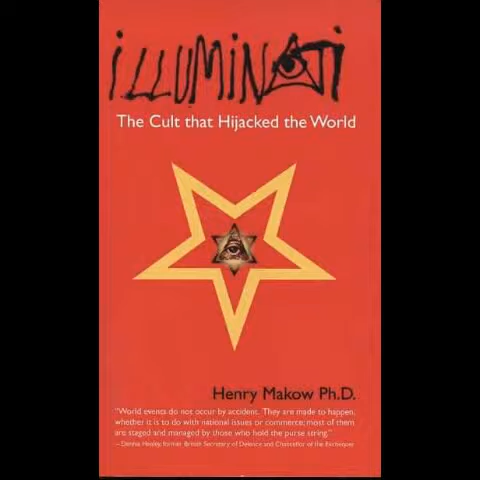 ILLUMINATI
The Cult that Hijacked the World
Henry Makow Ph.D.
"World events do not occur by accident. They are made to happen,
whether it is to do with national issues or commerce; most of them
are staged and managed by those who hold the purse string."
—Dennis Healey, former British Secretary of Defence and Chancellor of the Exchequer